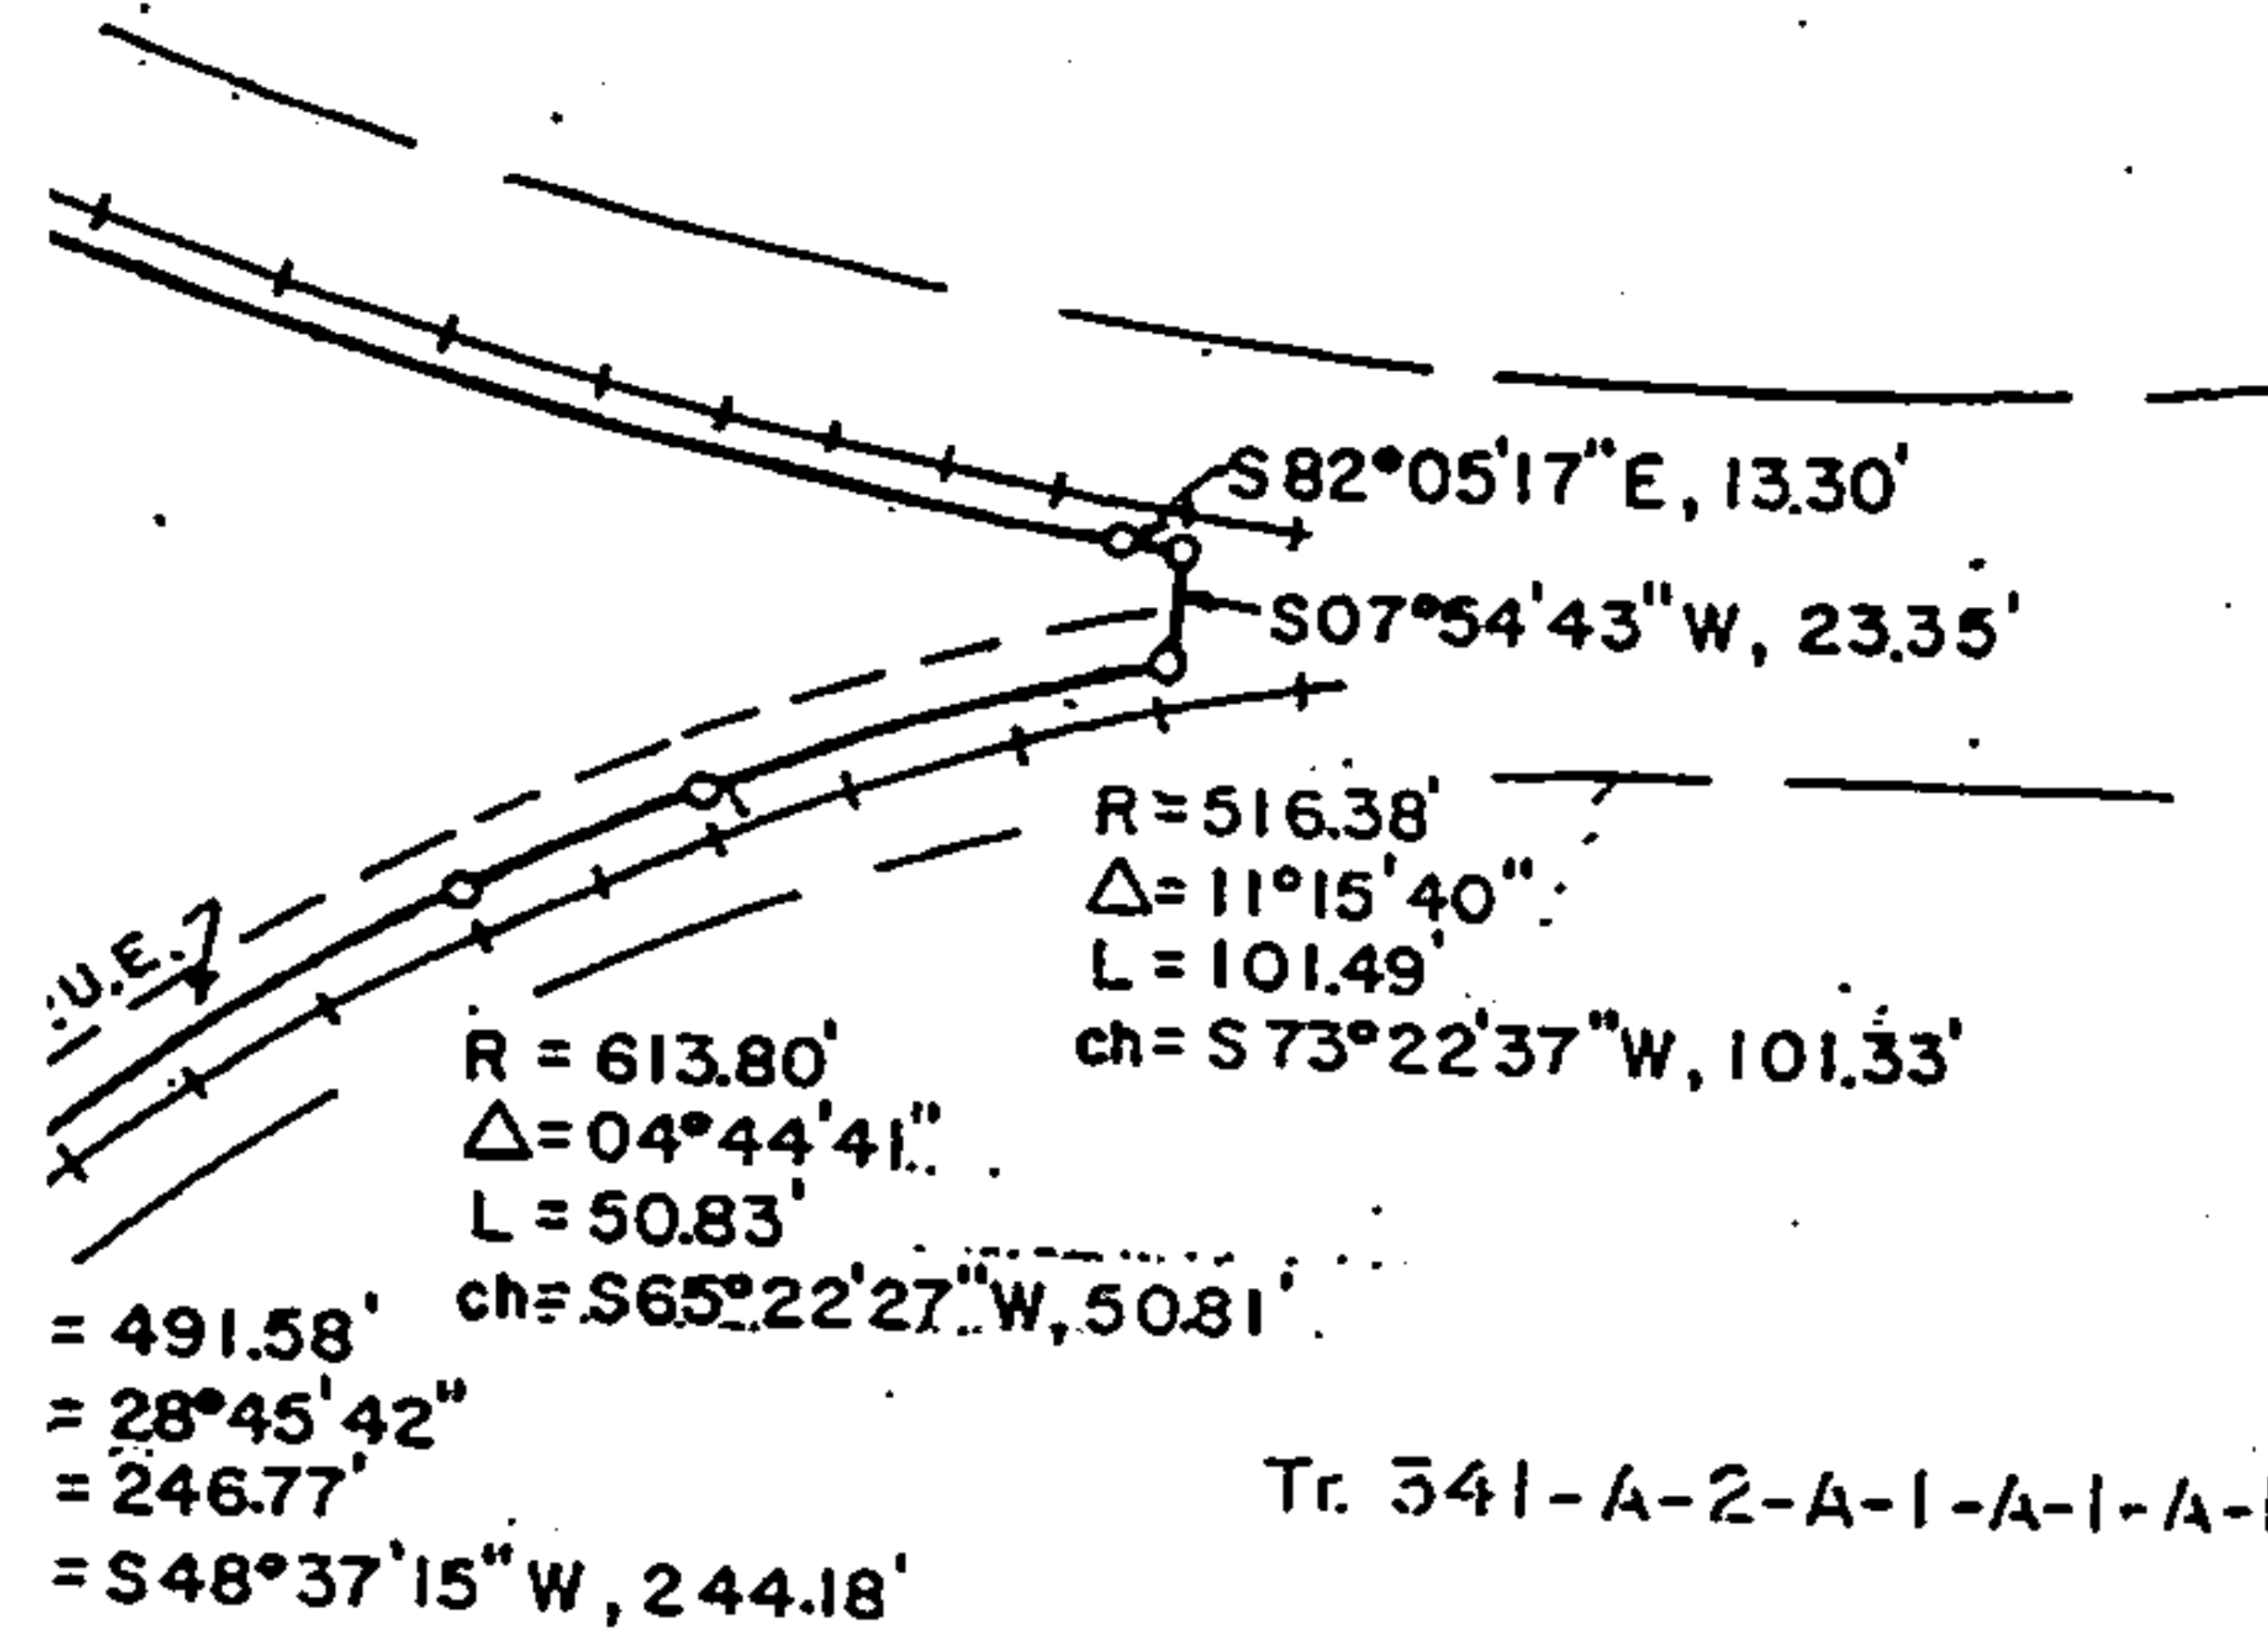 S82°05'17"E, 13.30'
S07°54'43"W, 23.35'
R=516.38'
Δ=11°15'40"
L=101.49'
ch=S73°22'37"W, 101.33'
.U.E.
R=613.80'
Δ=04°44'41"
L=50.83'
ch=S65°22'27"W, 50.81'
=491.58'
=28°45'42"
=246.77'
=S48°37'15"W, 244.18'
Tr. 341-A-2-A-1-A-1-A-